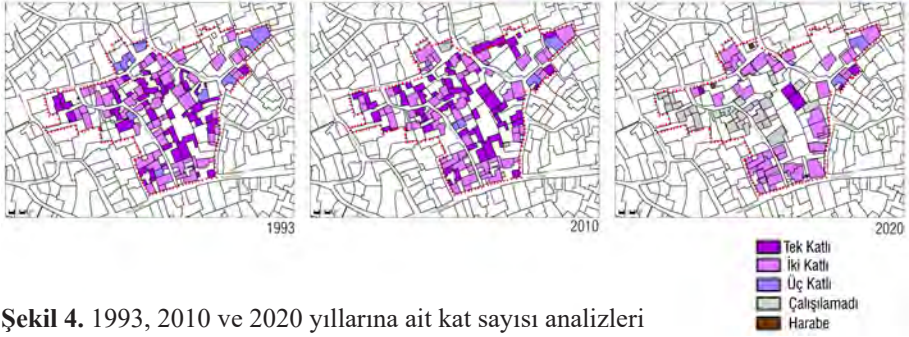 1993
2010
2020
Tek Katlı
İki Katlı
Üç Katlı
Çalışılamadı
Harabe
Şekil 4. 1993, 2010 ve 2020 yıllarına ait kat sayısı analizleri